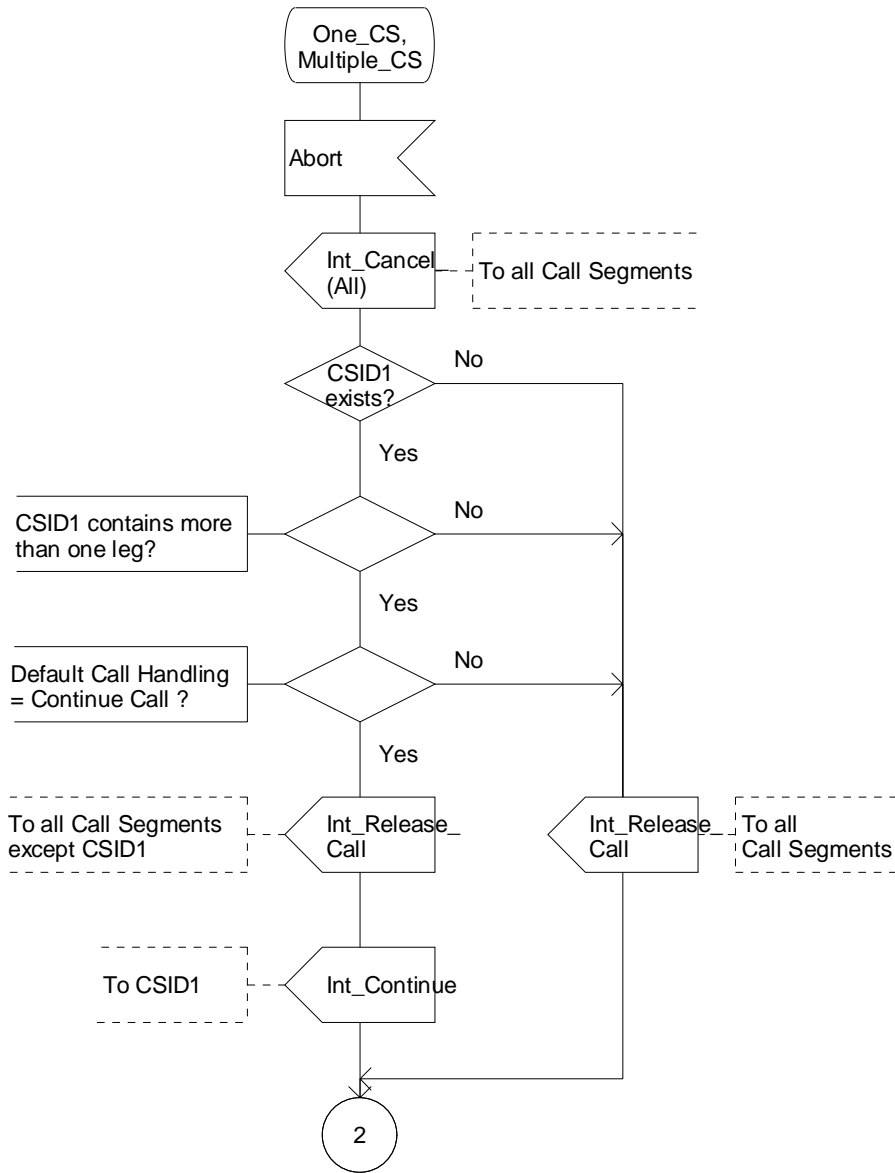 One_CS,
Multiple_CS
Abort
Int_Cancel_
(All)
To all Call Segments
CSID1
exists?
No
Yes
CSID1 contains more
than one leg?
No
Yes
Default Call Handling
= Continue Call ?
No
Yes
To all Call Segments
except CSID1
Int_Release_
Call
Int_Release_
Call
To all
Call Segments
To CSID1
Int_Continue
2